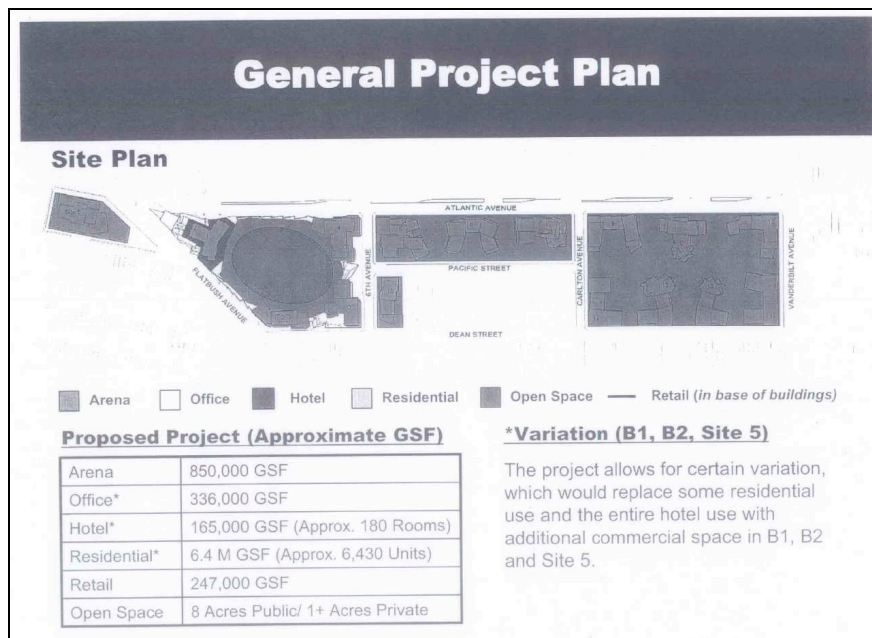 General Project Plan
Site Plan
ATLANTIC AVENUE
PACIFIC STREET
6TH AVENUE
CARLTON AVENUE
VANDERBILT AVENUE
FLATBUSH AVENUE
DEAN STREET
Arena Office Hotel Residential Open Space Retail (in base of buildings)
Proposed Project (Approximate GSF)
Arena 850,000 GSF
Office* 336,000 GSF
Hotel* 165,000 GSF (Approx. 180 Rooms)
Residential* 6.4 M GSF (Approx. 6,430 Units)
Retail 247,000 GSF
Open Space 8 Acres Public/ 1+ Acres Private
*Variation (B1, B2, Site 5)
The project allows for certain variation,
which would replace some residential
use and the entire hotel use with
additional commercial space in B1, B2
and Site 5.